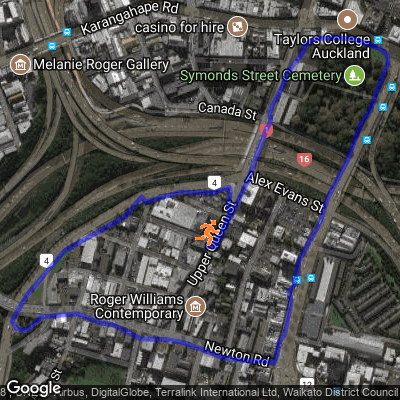 Karangahape Rd
casino for hire
Taylors College
Auckland
Melanie Roger Gallery
Symonds Street Cemetery
Canada St
16
4
Alex Evans St
Upper Queen St
4
Roger Williams
Contemporary
Newton Rd
St
Google
urbus, DigitalGlobe, Terralink International Ltd, Waikato District Council